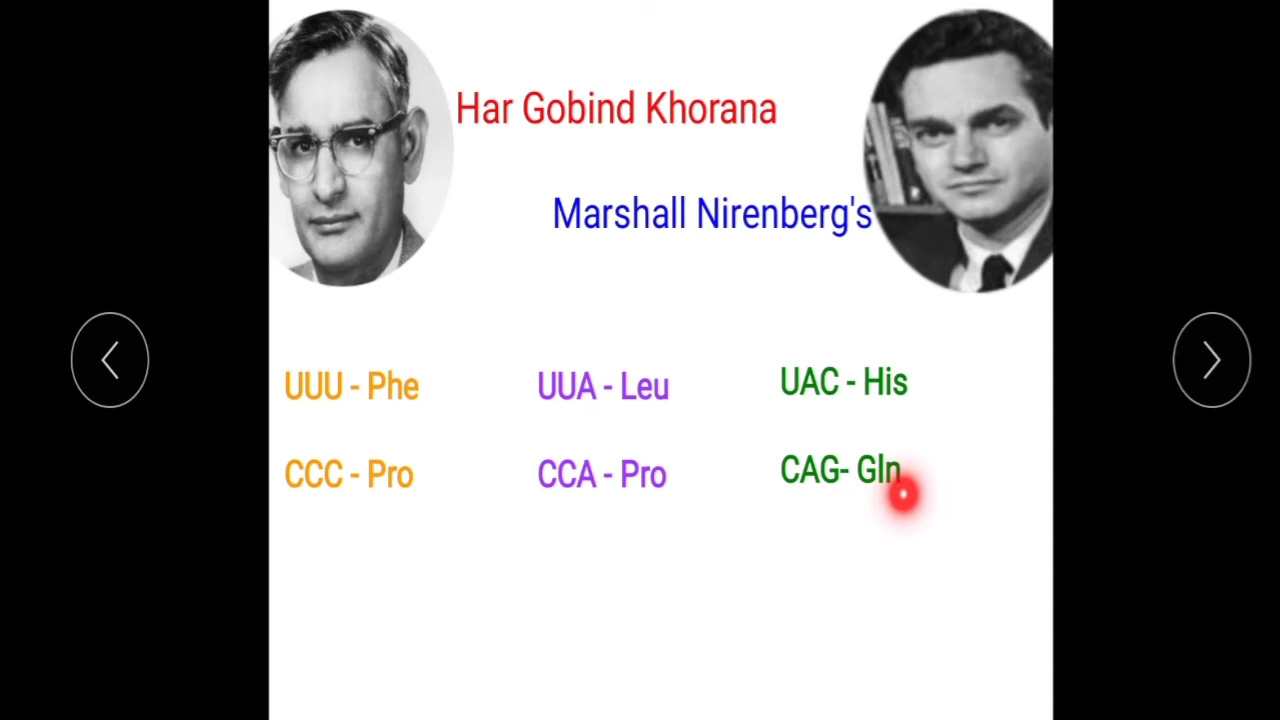 Har Gobind Khorana
Marshall Nirenberg's
UUU - Phe
UUA - Leu
UAC - His
CCC - Pro
CCA - Pro
CAG- Gln